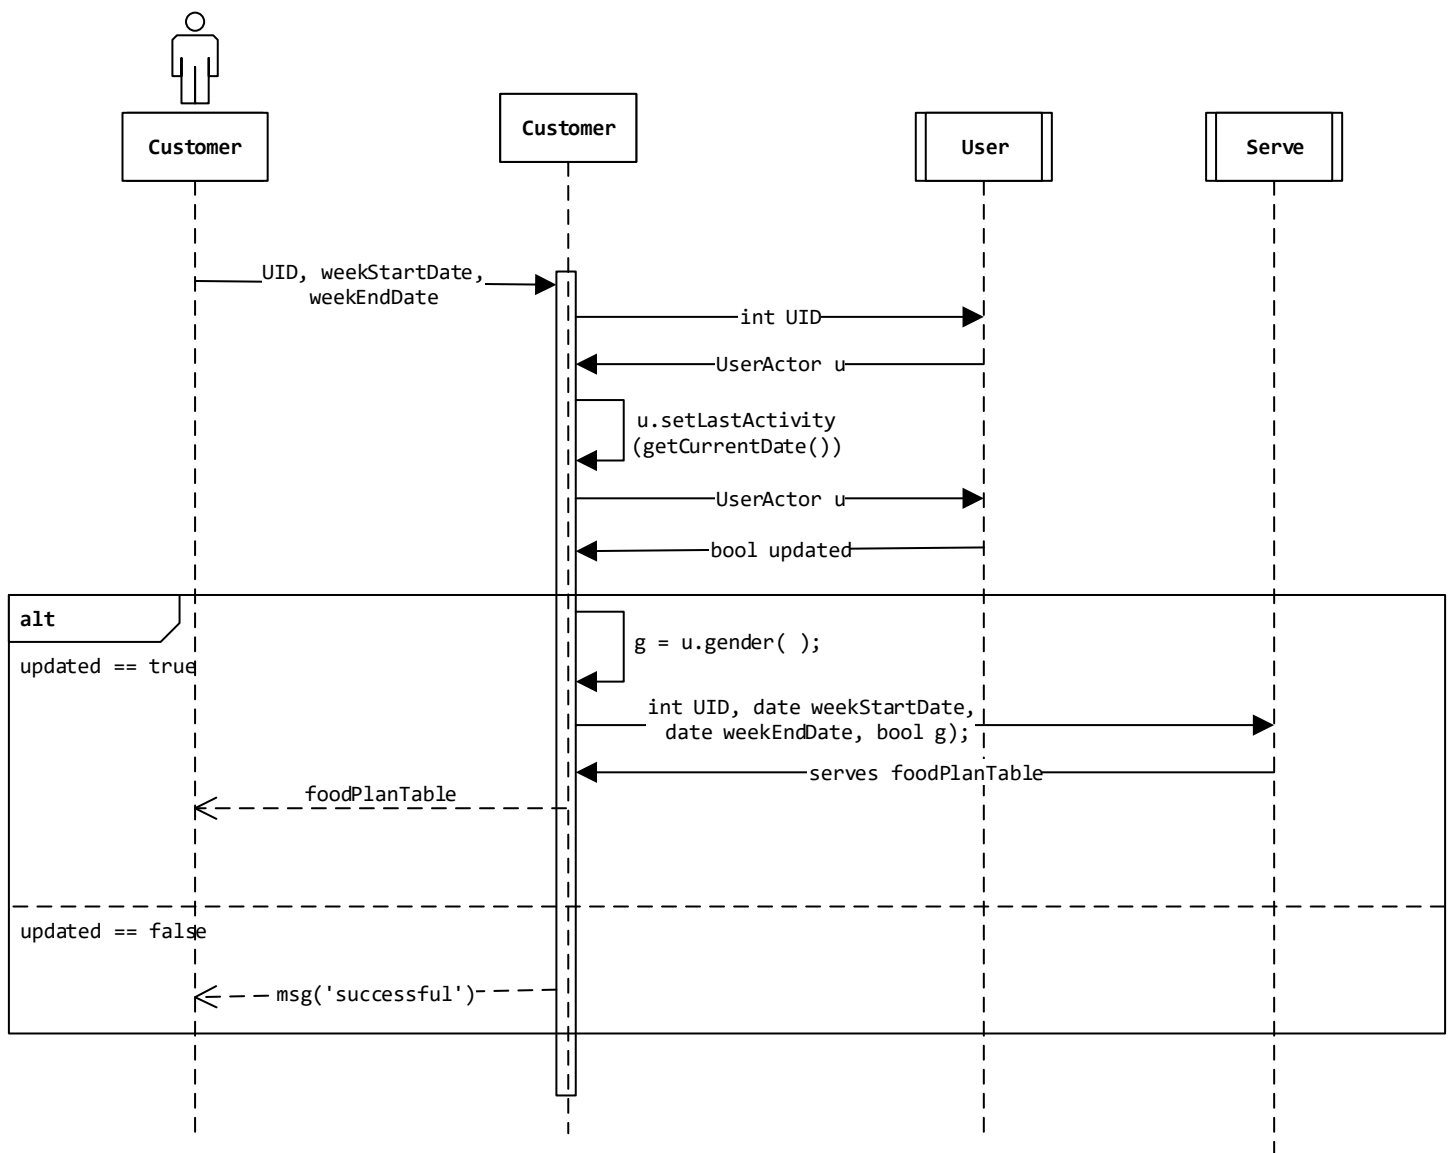 Customer
Customer
User
Serve
UID, weekStartDate,
weekEndDate
int UID
UserActor u
u.setLastActivity
(getCurrentDate())
UserActor u
bool updated
alt
updated == true
g = u.gender( );
int UID, date weekStartDate,
date weekEndDate, bool g);
serves foodPlanTable
foodPlanTable
updated == false
msg('successful')